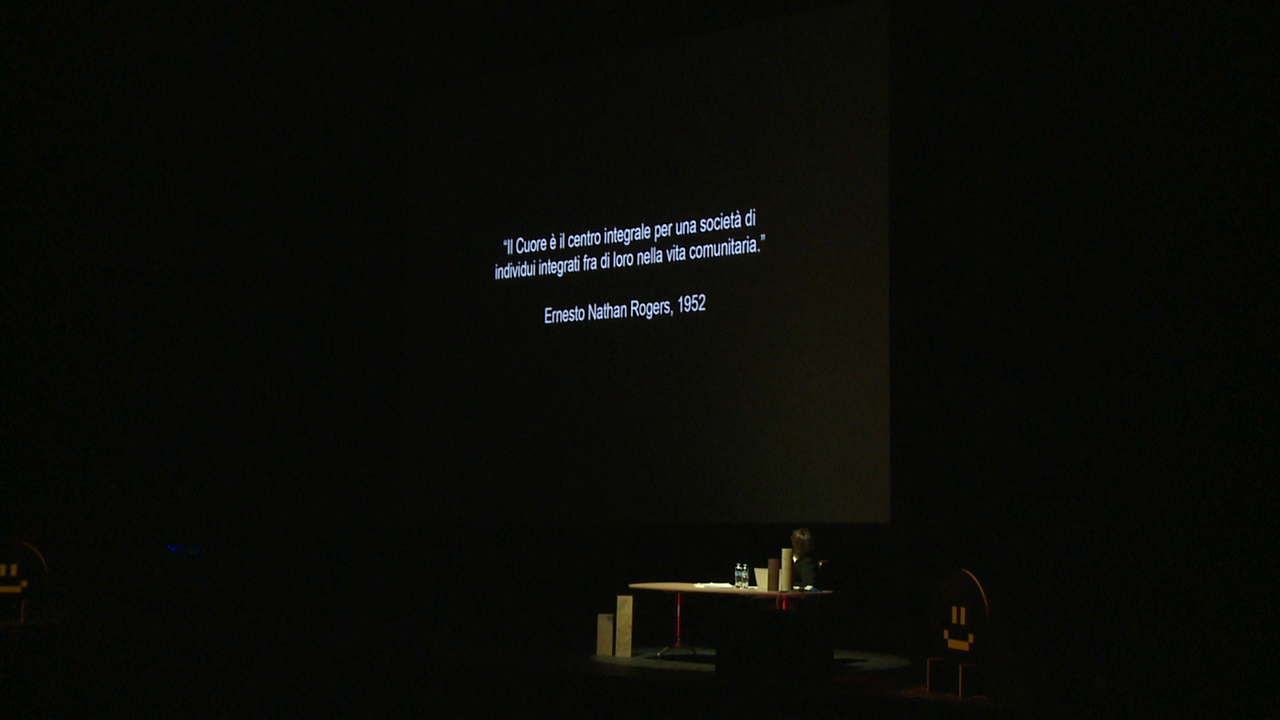 “Il Cuore è il centro integrale per una società di
individui integrati fra di loro nella vita comunitaria.”
Ernesto Nathan Rogers, 1952